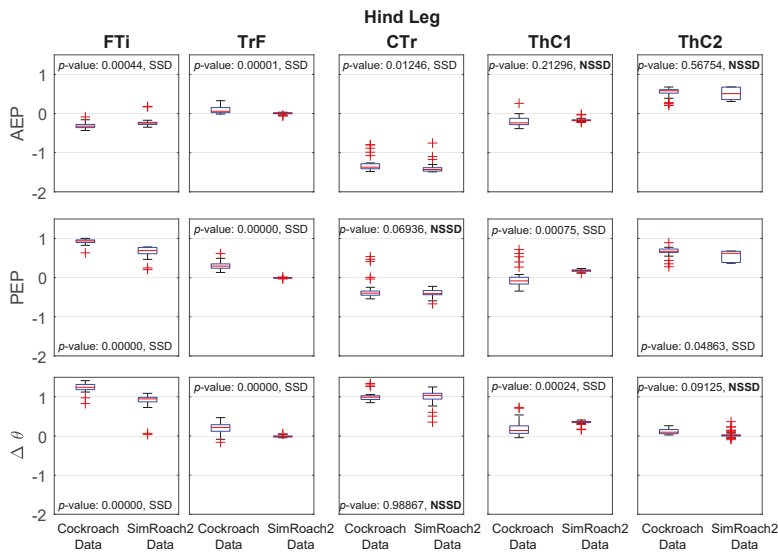 Hind Leg
FTi TrF CTr ThC1 ThC2
AEP
1
0
-1
-2
p-value: 0.00044, SSD
p-value: 0.00001, SSD
p-value: 0.01246, SSD
p-value: 0.21296, NSSD
p-value: 0.56754, NSSD
PEP
1
0
-1
-2
p-value: 0.00000, SSD
p-value: 0.00000, SSD
p-value: 0.06936, NSSD
p-value: 0.00075, SSD
p-value: 0.04863, SSD
Δ θ
1
0
-1
-2
p-value: 0.00000, SSD
p-value: 0.00000, SSD
p-value: 0.98867, NSSD
p-value: 0.00024, SSD
p-value: 0.09125, NSSD
Cockroach SimRoach2 Cockroach SimRoach2 Cockroach SimRoach2 Cockroach SimRoach2 Cockroach SimRoach2
Data Data Data Data Data Data Data Data Data Data